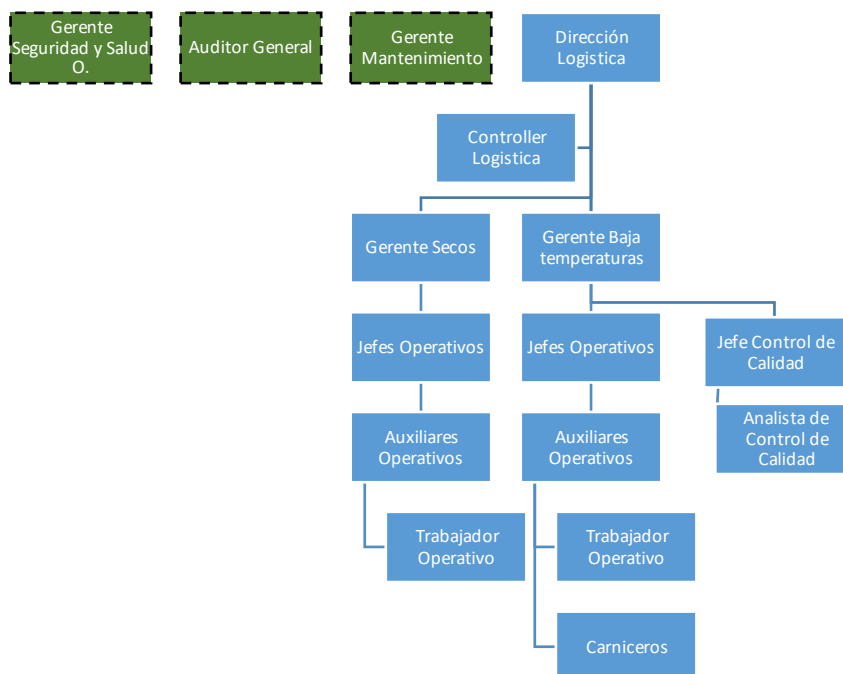 Gerente
Seguridad y Salud
O.
Auditor General
Gerente
Mantenimiento
Dirección
Logistica
Controller
Logistica
Gerente Secos
Gerente Baja
temperaturas
Jefes Operativos
Jefes Operativos
Jefe Control de
Calidad
Auxiliares
Operativos
Auxiliares
Operativos
Analista de
Control de
Calidad
Trabajador
Operativo
Trabajador
Operativo
Carniceros